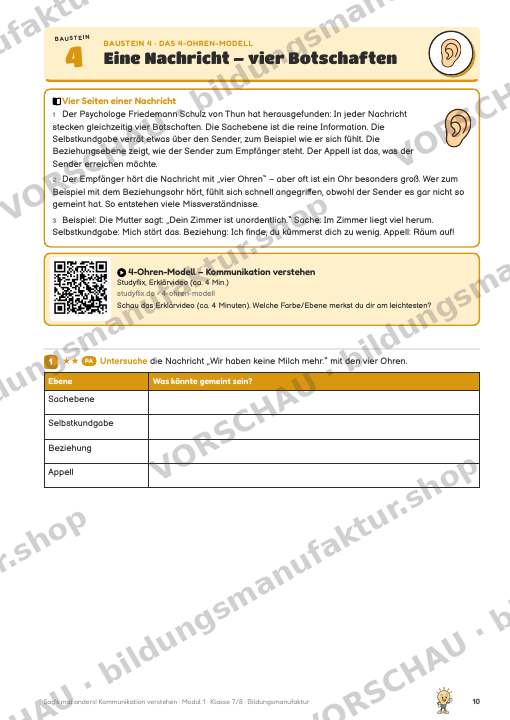 BAUSTEIN
4
BAUSTEIN 4 · DAS 4-OHREN-MODELL
Eine Nachricht – vier Botschaften
Vier Seiten einer Nachricht
1 Der Psychologe Friedemann Schulz von Thun hat herausgefunden: In jeder Nachricht
stecken gleichzeitig vier Botschaften. Die Sachebene ist die reine Information. Die
Selbstkundgabe verrät etwas über den Sender, zum Beispiel wie er sich fühlt. Die
Beziehungsebene zeigt, wie der Sender zum Empfänger steht. Der Appell ist das, was der
Sender erreichen möchte.
2 Der Empfänger hört die Nachricht mit „vier Ohren“ – aber oft ist ein Ohr besonders groß. Wer zum
Beispiel mit dem Beziehungsohr hört, fühlt sich schnell angegriffen, obwohl der Sender es gar nicht so
gemeint hat. So entstehen viele Missverständnisse.
3 Beispiel: Die Mutter sagt: „Dein Zimmer ist unordentlich.“ Sache: Im Zimmer liegt viel herum.
Selbstkundgabe: Mich stört das. Beziehung: Ich finde, du kümmerst dich zu wenig. Appell: Räum auf!
4-Ohren-Modell – Kommunikation verstehen
Studyflix, Erklärvideo (ca. 4 Min.)
studyflix.de · 4-ohren-modell
Schau das Erklärvideo (ca. 4 Minuten). Welche Farbe/Ebene merkst du dir am leichtesten?
1 ★★ PA Untersuche die Nachricht „Wir haben keine Milch mehr.“ mit den vier Ohren.
Ebene Was könnte gemeint sein?
Sachebene
Selbstkundgabe
Beziehung
Appell
Sag's mal anders! Kommunikation verstehen · Modul 1 · Klasse 7/8 · Bildungsmanufaktur
10
VORSCHAU · bildungsmanufaktur.shop